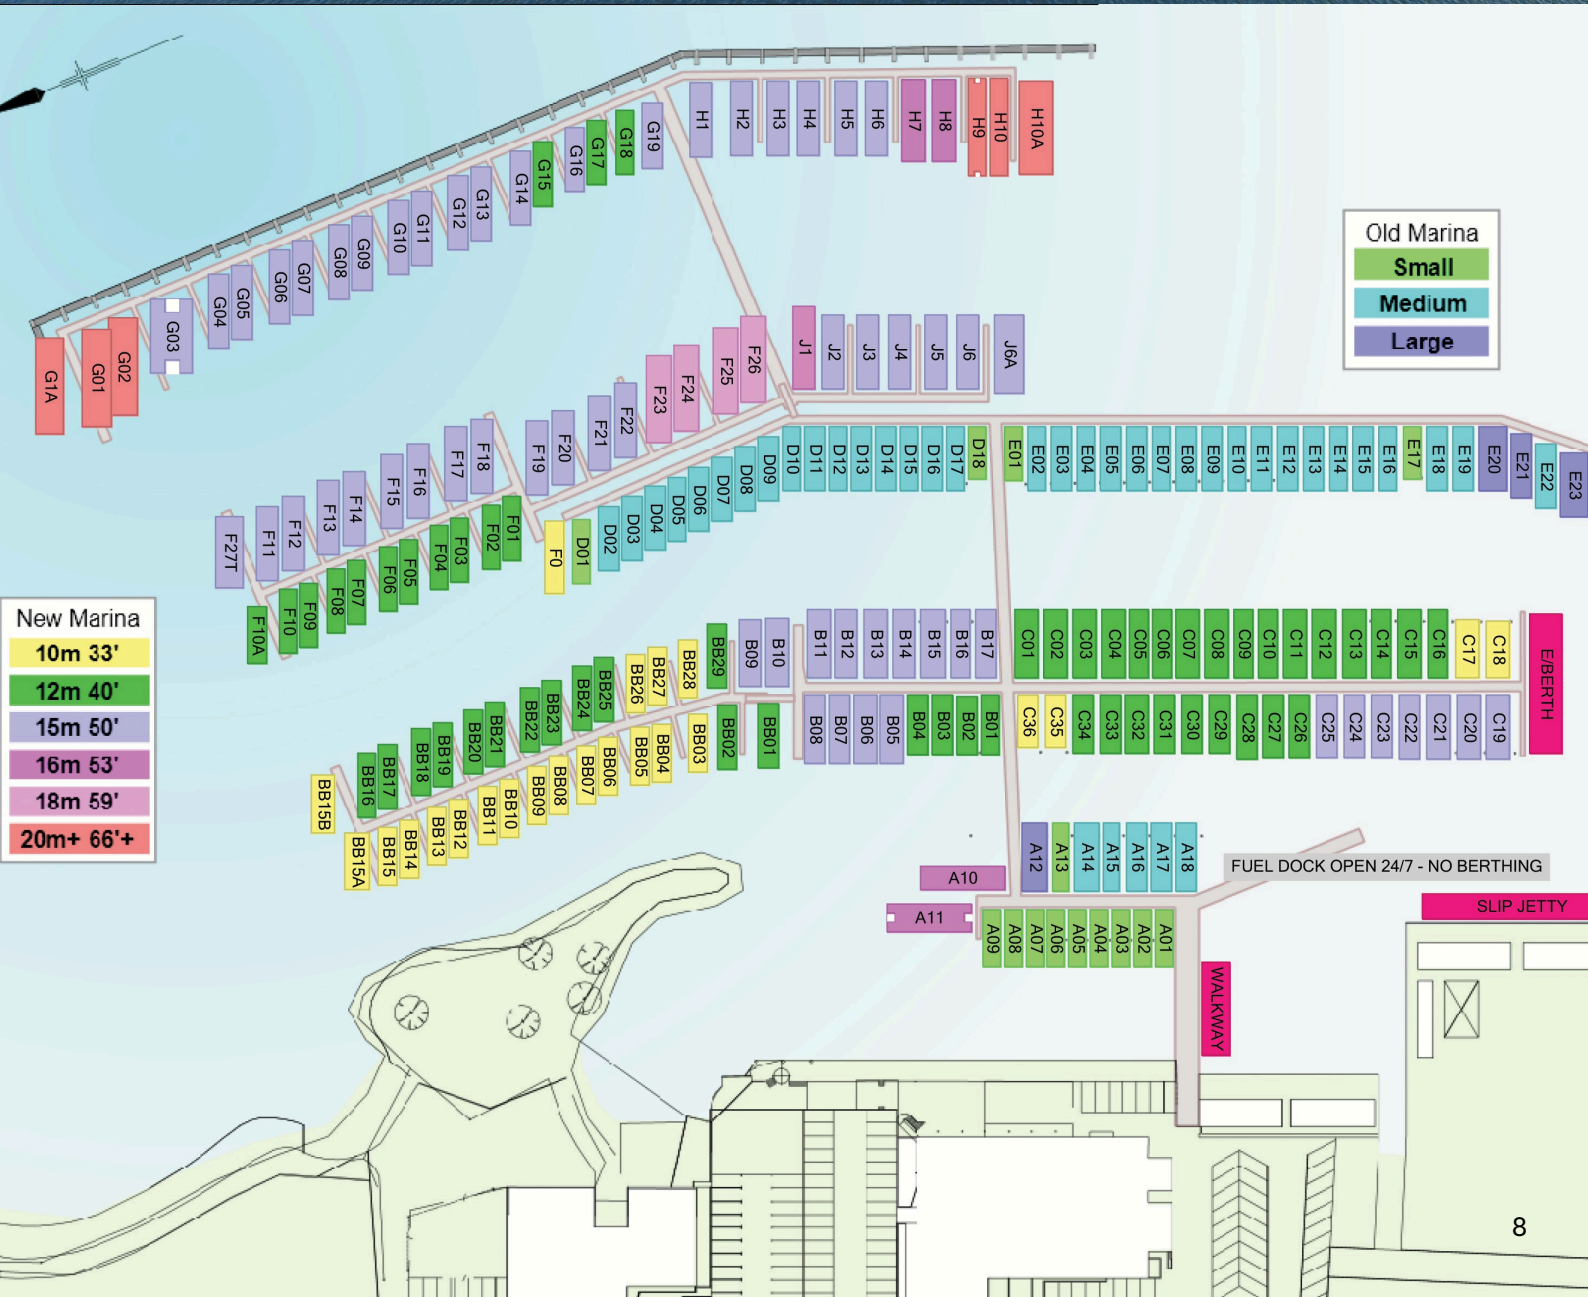 H1
H2
H3
H4
H5
H6
H7
H8
H9
H10
H10A
G19
G18
G17
G16
G15
G14
G13
G12
G11
G10
G09
G08
G07
G06
G05
G04
G03
G02
G01
G1A
Old Marina
Small
Medium
Large
J1
J2
J3
J4
J5
J6
J6A
F26
F25
F24
F23
F22
F21
F20
F19
F18
F17
F16
F15
F14
F13
F12
F11
F27T
F01
F02
F03
F04
F05
F06
F07
F08
F09
F10
F10A
F0
D01
D02
D03
D04
D05
D06
D07
D08
D09
D10
D11
D12
D13
D14
D15
D16
D17
D18
E01
E02
E03
E04
E05
E06
E07
E08
E09
E10
E11
E12
E13
E14
E15
E16
E17
E18
E19
E20
E21
E22
E23
New Marina
10m 33'
12m 40'
15m 50'
16m 53'
18m 59'
20m+ 66'+
BB29
B09
B10
B11
B12
B13
B14
B15
B16
B17
C01
C02
C03
C04
C05
C06
C07
C08
C09
C10
C11
C12
C13
C14
C15
C16
C17
C18
E/BERTH
BB28
BB27
BB26
BB25
BB24
BB23
BB22
BB21
BB20
BB19
BB18
BB17
BB16
BB15B
BB15A
BB15
BB14
BB13
BB12
BB11
BB10
BB09
BB08
BB07
BB06
BB05
BB04
BB03
BB02
BB01
B08
B07
B06
B05
B04
B03
B02
B01
C36
C35
C34
C33
C32
C31
C30
C29
C28
C27
C26
C25
C24
C23
C22
C21
C20
C19
A12
A13
A14
A15
A16
A17
A18
FUEL DOCK OPEN 24/7 - NO BERTHING
A10
A11
SLIP JETTY
A09
A08
A07
A06
A05
A04
A03
A02
A01
WALKWAY
8